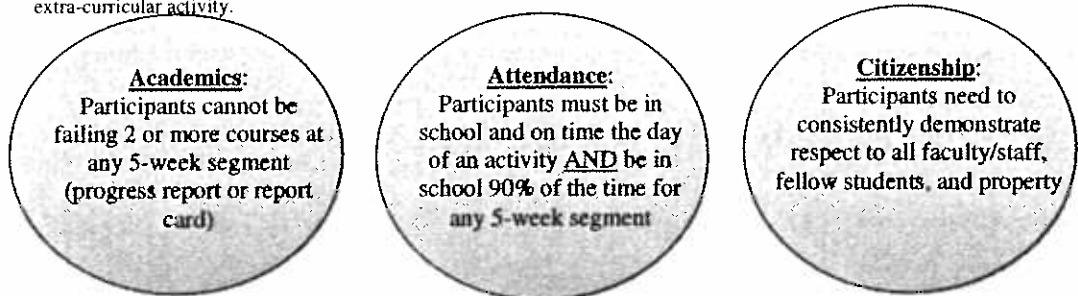 extra-curricular activity.
Academics:
Participants cannot be
failing 2 or more courses at
any 5-week segment
(progress report or report
card)
Attendance:
Participants must be in
school and on time the day
of an activity AND be in
school 90% of the time for
any 5-week segment
Citizenship:
Participants need to
consistently demonstrate
respect to all faculty/staff,
fellow students, and property